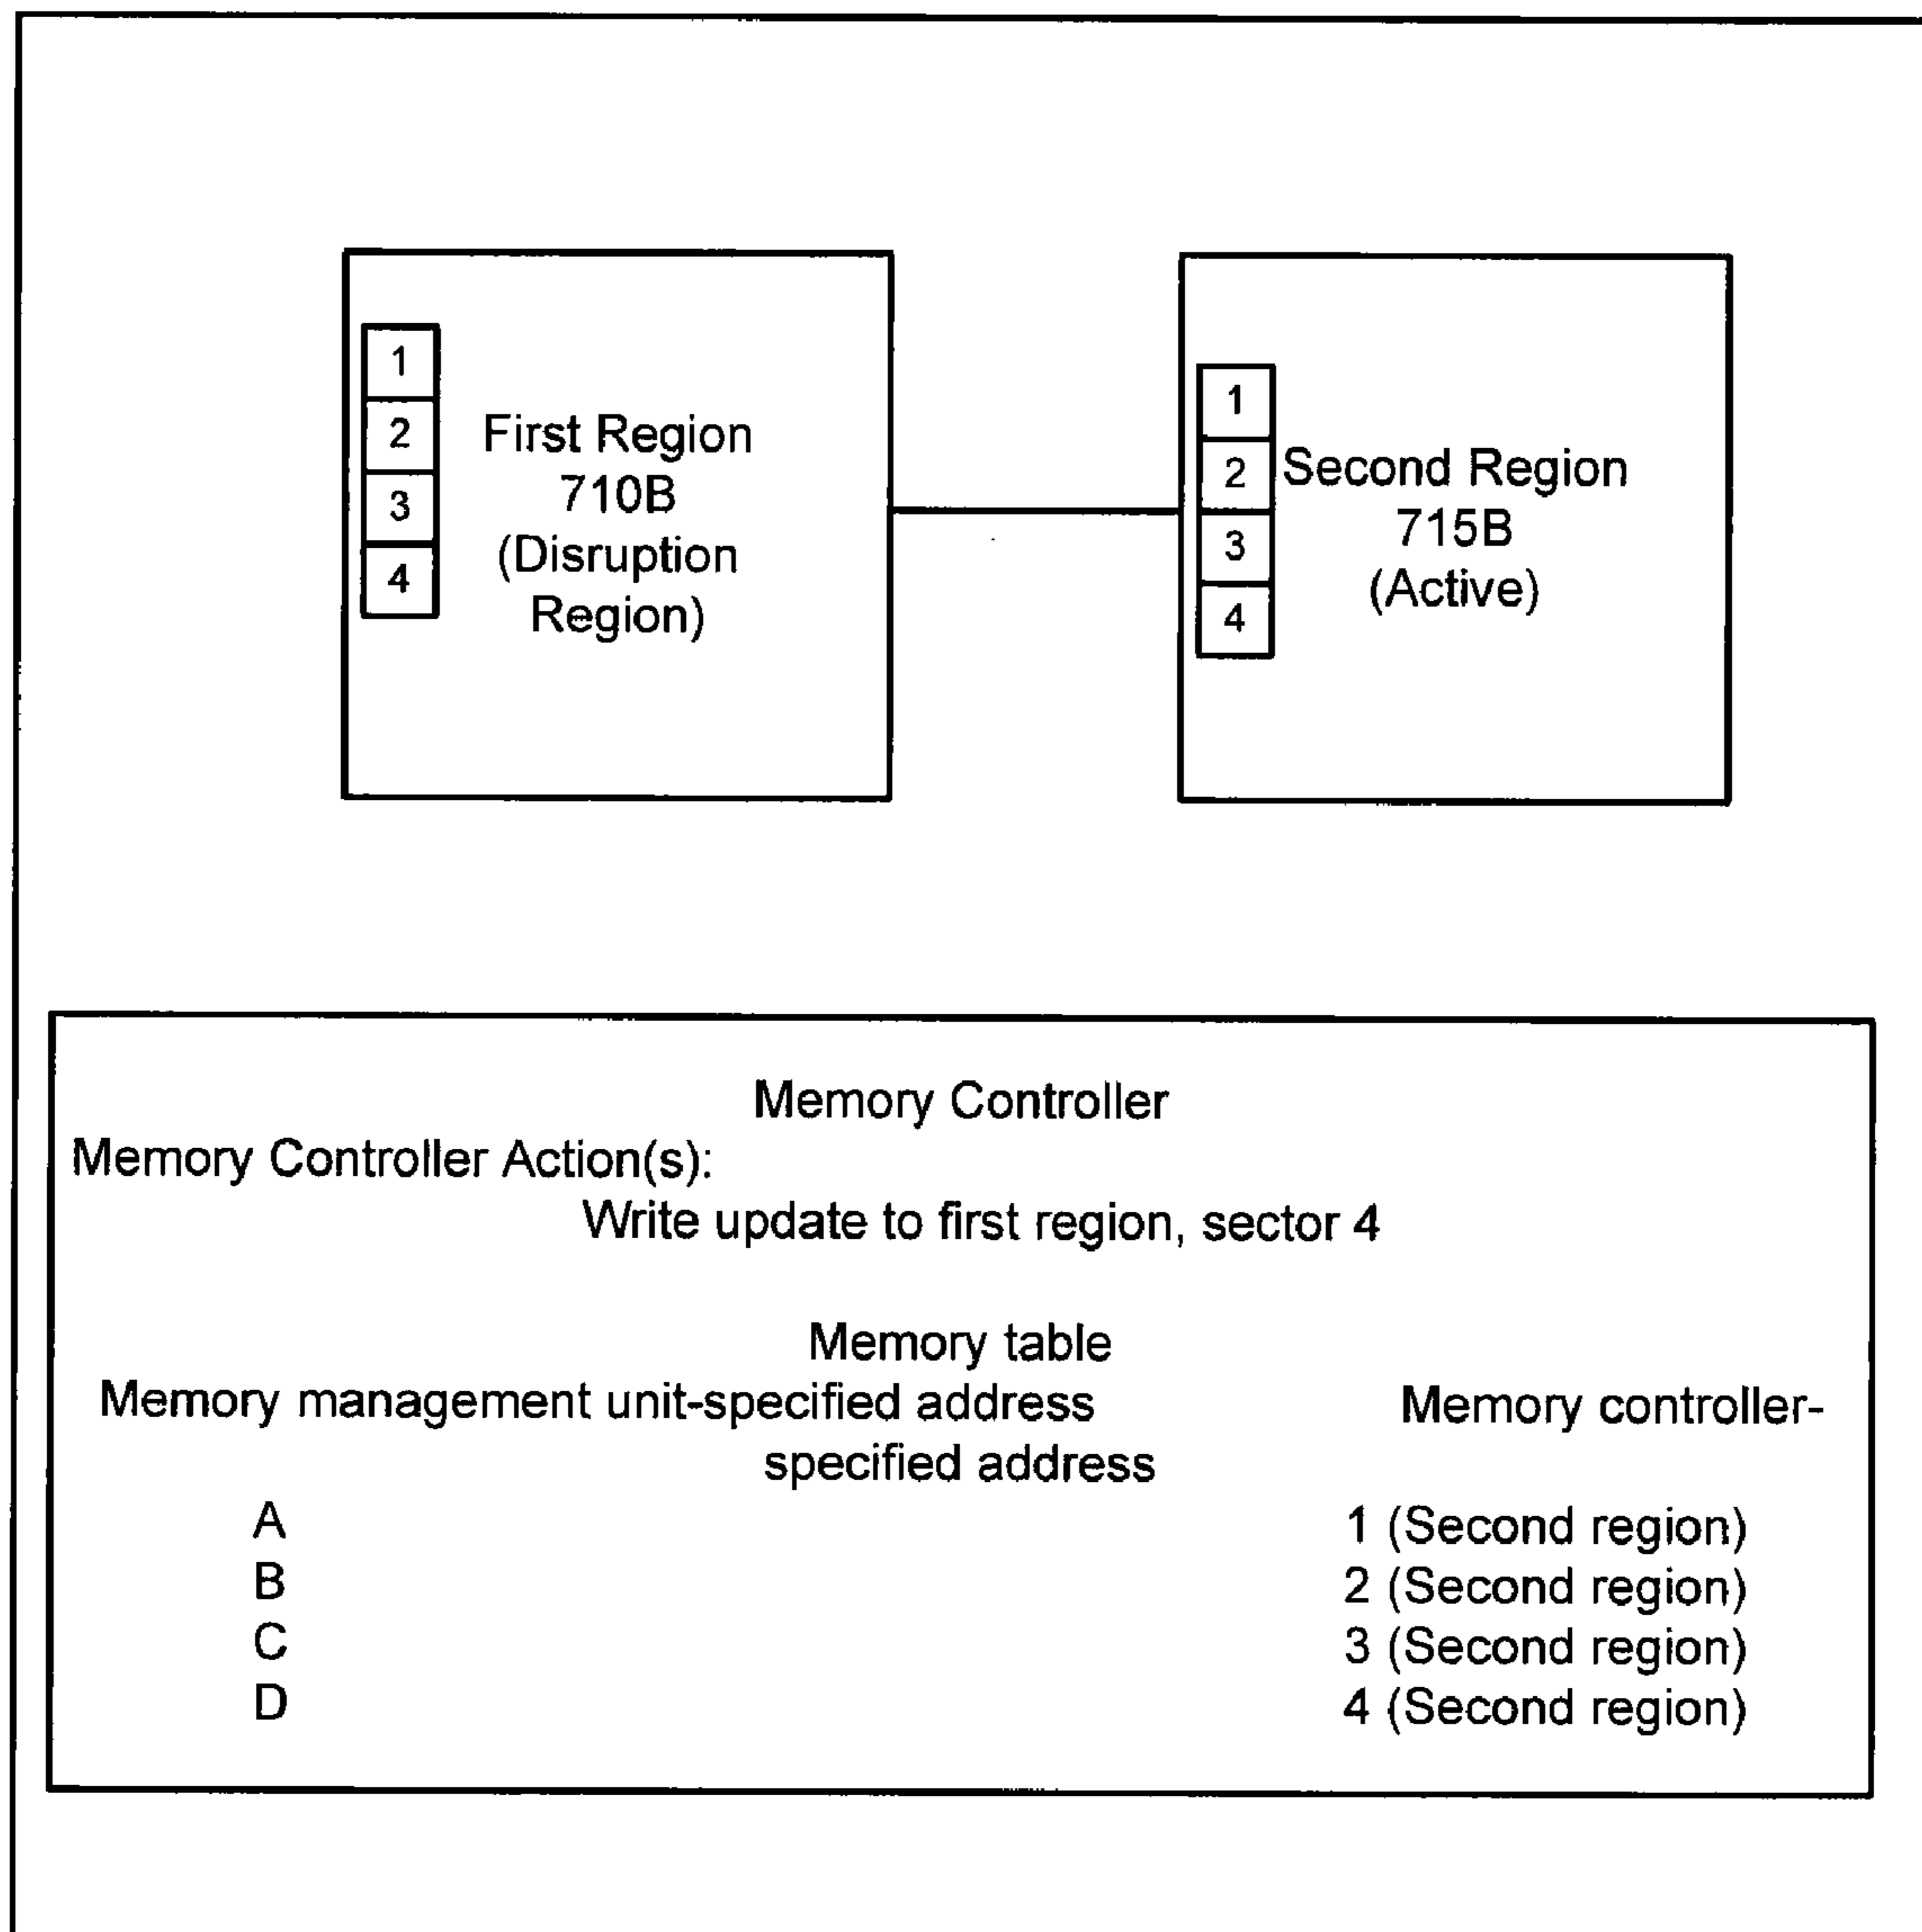 1
2
3
4
First Region
710B
(Disruption
Region)
1
2
3
4
Second Region
715B
(Active)
Memory Controller
Memory Controller Action(s):
Write update to first region, sector 4
Memory table
Memory management unit-specified address Memory controller-
specified address
A 1 (Second region)
B 2 (Second region)
C 3 (Second region)
D 4 (Second region)